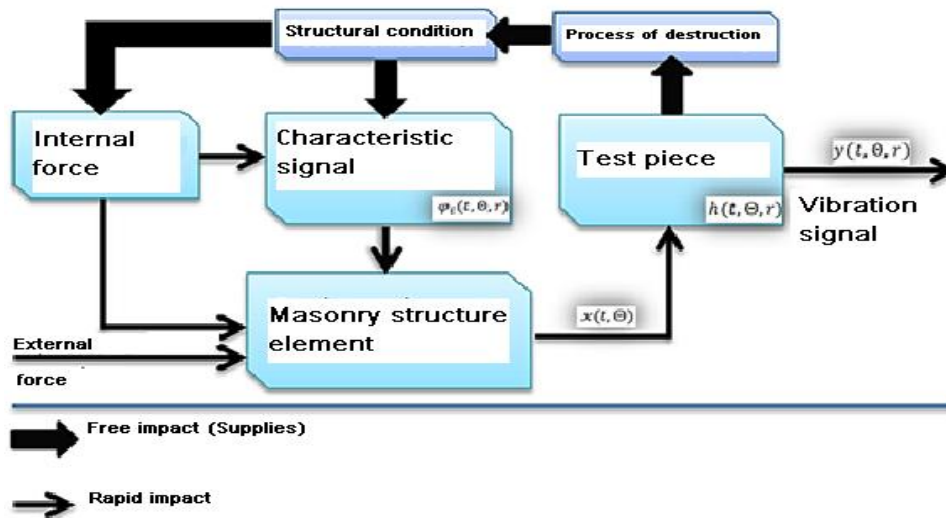 Structural condition
Process of destruction
Internal
force
Characteristic
signal
φ₀(t,Θ,r)
Test piece
h(t,Θ,r)
y(t,Θ,r)
Vibration
signal
Masonry structure
element
x(t,Θ)
External
force
Free impact (Supplies)
Rapid impact